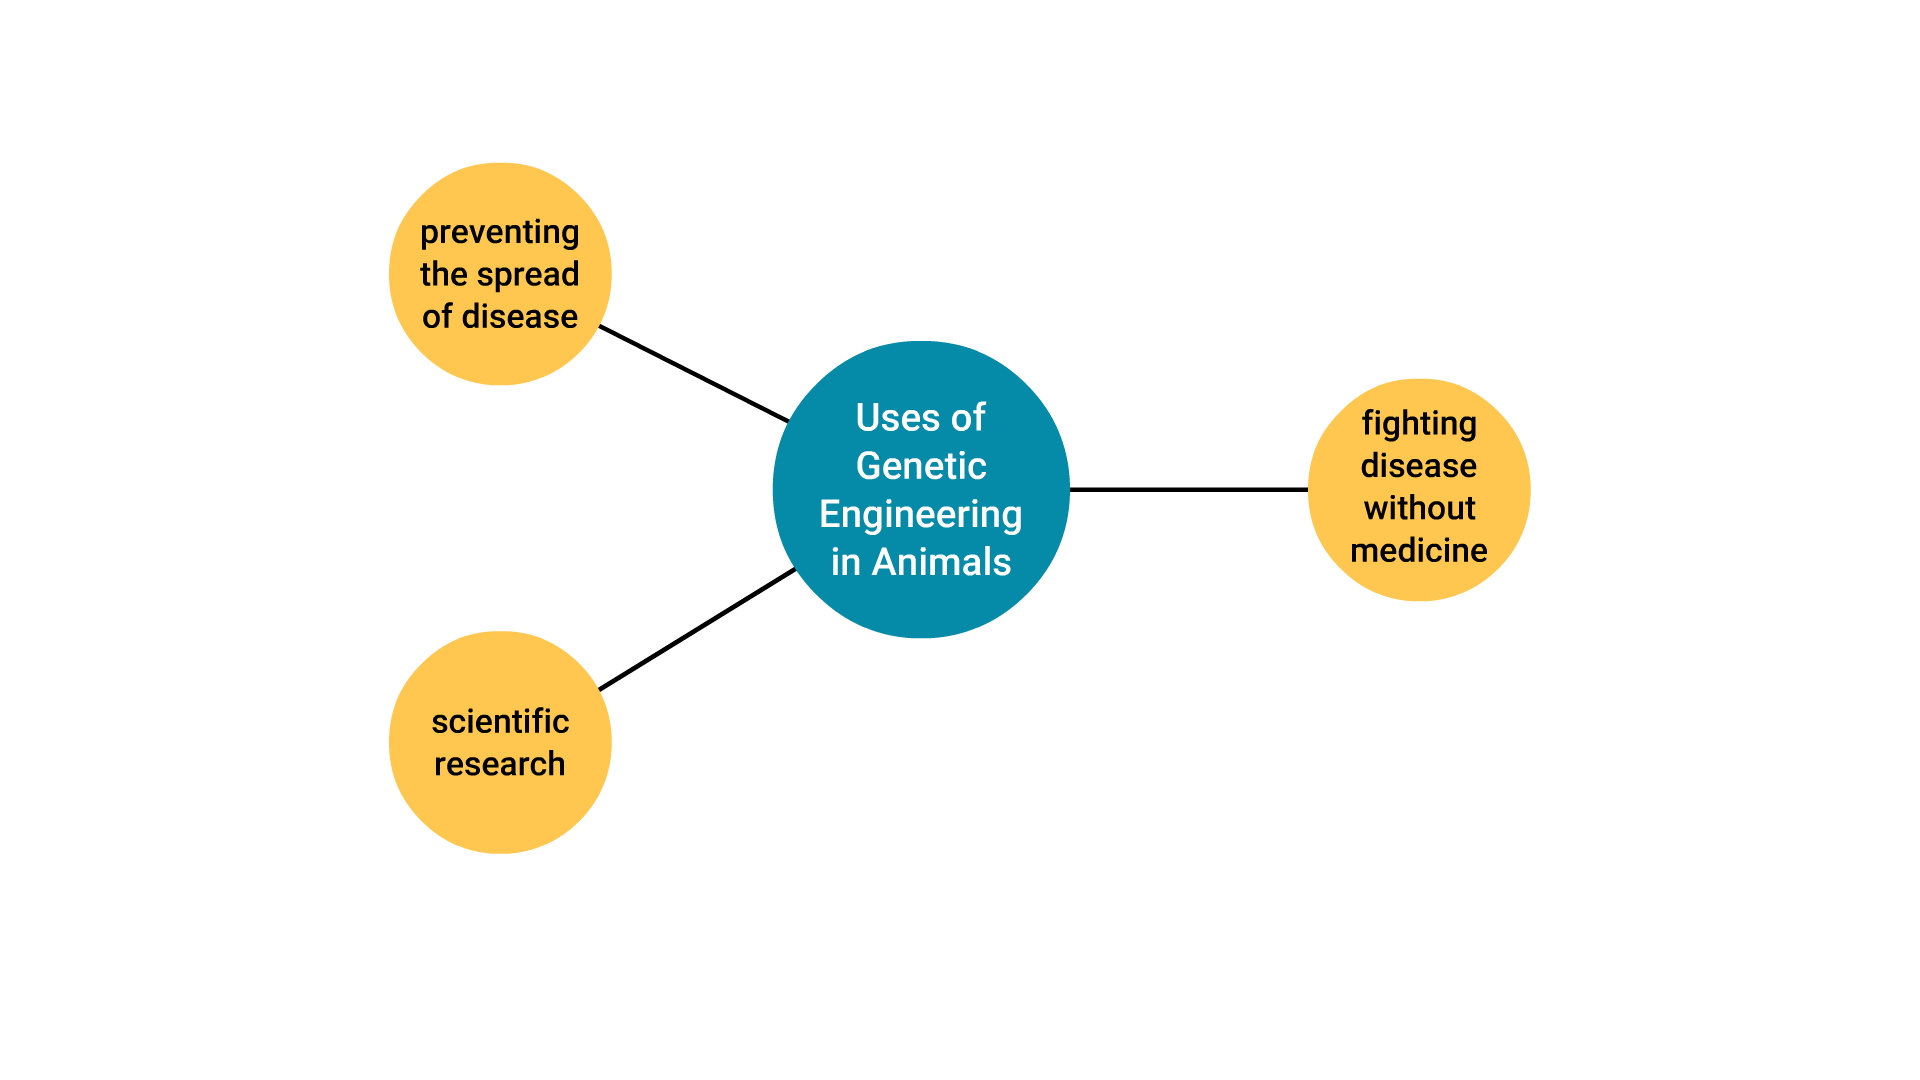 preventing
the spread
of disease
Uses of
Genetic
Engineering
in Animals
fighting
disease
without
medicine
scientific
research